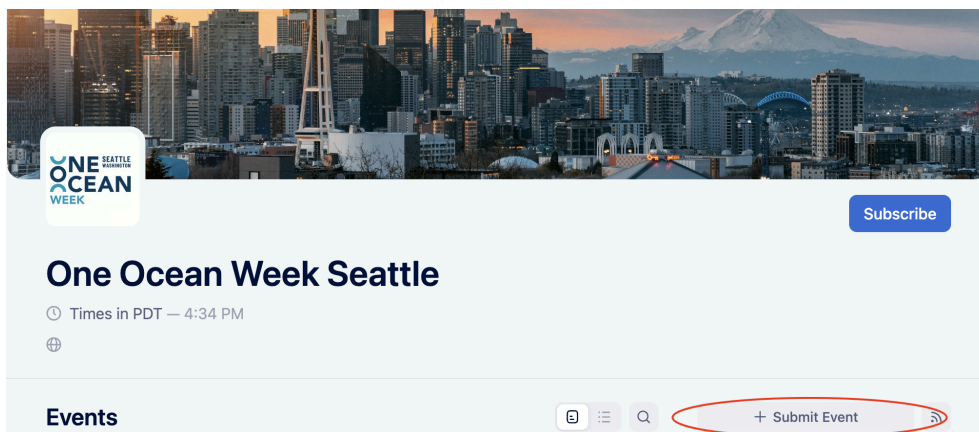 ONE SEATTLE WASHINGTON
OCEAN
WEEK
Subscribe
One Ocean Week Seattle
Times in PDT — 4:34 PM
Events
+ Submit Event